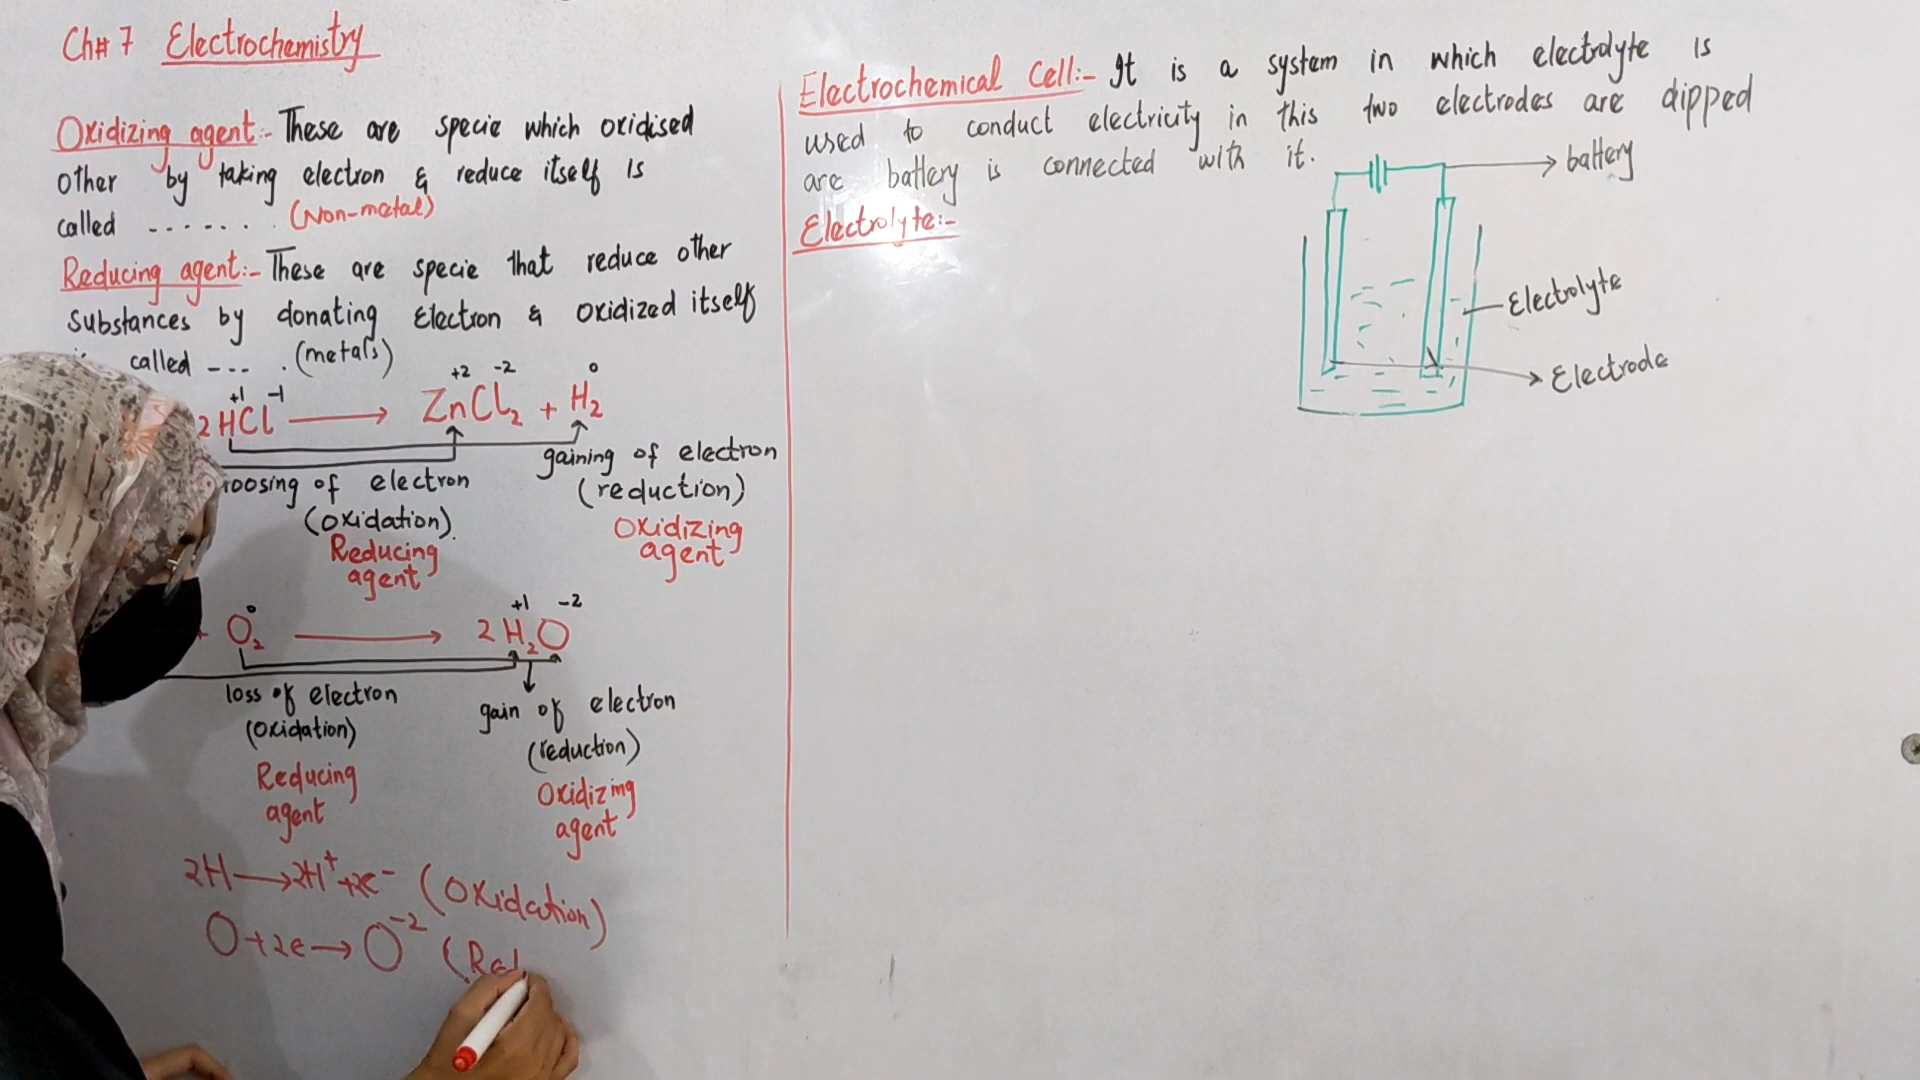 Ch# 7 Electrochemistry
Oxidizing agent:- These are specie which oxidised
other by taking electron & reduce itself is
called ....... (Non-metal)
Reducing agent:- These are specie that reduce other
substances by donating Electron & oxidized itself
called ---. (metals)
+1 -1 +2 -2 0
2HCl ⟶ ZnCl₂ + H₂
gaining of electron
loosing of electron
(reduction)
(oxidation).
Oxidizing
agent
Reducing
agent
0 +1 -2
+ O₂ ⟶ 2H₂O
loss of electron
(oxidation)
gain of electron
(reduction)
Reducing
agent
Oxidizing
agent
2H ⟶ 2H⁺ + 2e⁻ (Oxidation)
O + 2e ⟶ O⁻² (Red
Electrochemical Cell:- It is a system in which electrolyte is
used to conduct electricity in this two electrodes are dipped
are battery is connected with it.
Electrolyte:-
battery
Electrolyte
Electrode